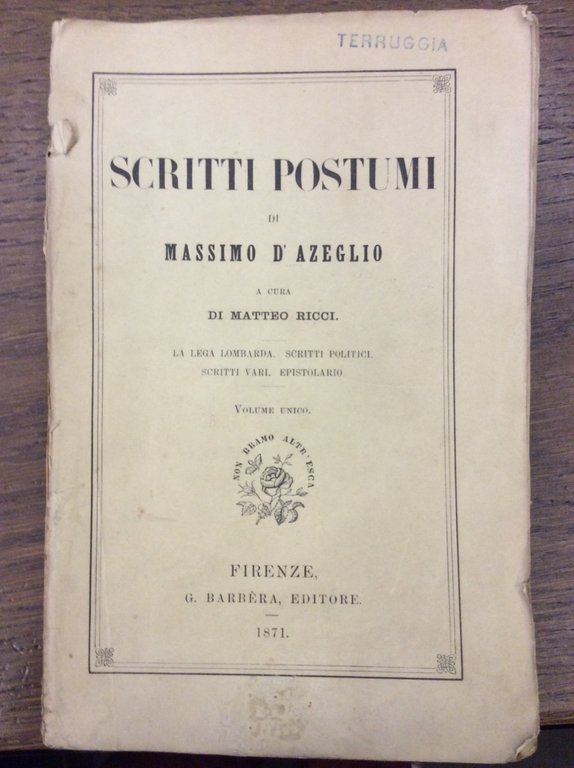 TERRUGGIA
SCRITTI POSTUMI
DI
MASSIMO D'AZEGLIO
A CURA
DI MATTEO RICCI.
LA LEGA LOMBARDA. SCRITTI POLITICI.
SCRITTI VARI. EPISTOLARIO
VOLUME UNICO.
NON BRAMO ALTR'ESCA
FIRENZE,
G. BARBÈRA, EDITORE.
1871.